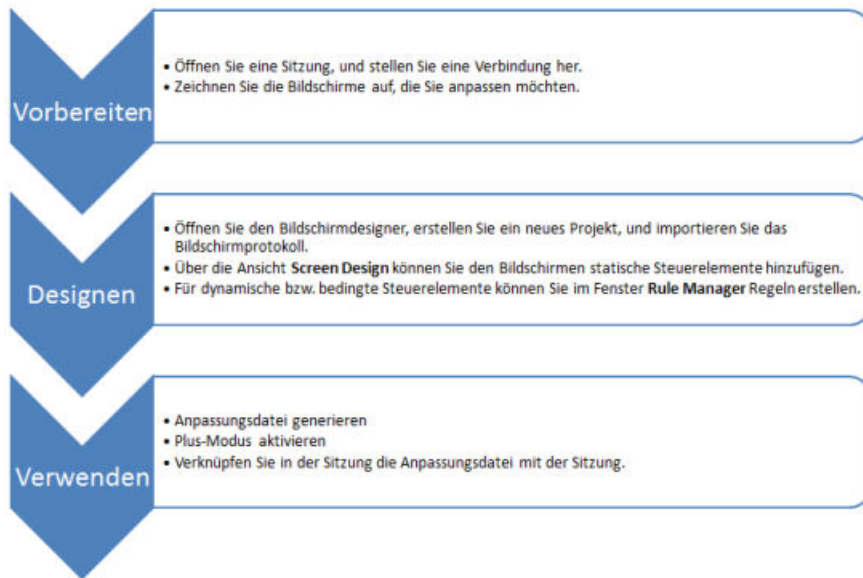 Vorbereiten
• Öffnen Sie eine Sitzung, und stellen Sie eine Verbindung her.
• Zeichnen Sie die Bildschirme auf, die Sie anpassen möchten.
Designen
• Öffnen Sie den Bildschirmdesigner, erstellen Sie ein neues Projekt, und importieren Sie das
Bildschirmprotokoll.
• Über die Ansicht Screen Design können Sie den Bildschirmen statische Steuerelemente hinzufügen.
• Für dynamische bzw. bedingte Steuerelemente können Sie im Fenster Rule Manager Regeln erstellen.
Verwenden
• Anpassungsdatei generieren
• Plus-Modus aktivieren
• Verknüpfen Sie in der Sitzung die Anpassungsdatei mit der Sitzung.